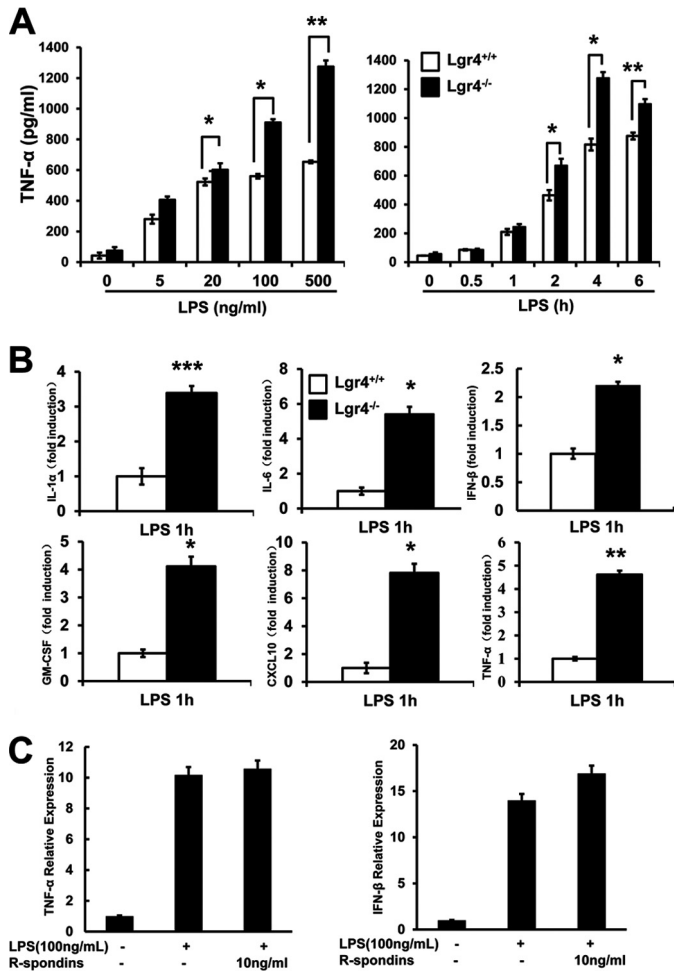 A
TNF-α (pg/ml)
1400
1200
1000
800
600
400
200
0
*
*
**
0 5 20 100 500
LPS (ng/ml)
1400
1200
1000
800
600
400
200
0
Lgr4+/+
Lgr4-/-
*
*
**
0 0.5 1 2 4 6
LPS (h)
B
IL-1α (fold induction)
4
3
2
1
0
***
LPS 1h
IL-6 (fold induction)
8
6
4
2
0
Lgr4+/+
Lgr4-/-
*
LPS 1h
IFN-β (fold induction)
2.5
2
1.5
1
0.5
0
*
LPS 1h
GM-CSF (fold induction)
5
4
3
2
1
0
*
LPS 1h
CXCL10 (fold induction)
10
8
6
4
2
0
*
LPS 1h
TNF-α (fold induction)
6
5
4
3
2
1
0
**
LPS 1h
C
TNF-α Relative Expression
12
10
8
6
4
2
0
LPS(100ng/mL) - + +
R-spondins - - 10ng/ml
IFN-β Relative Expression
20
15
10
5
0
- + +
- - 10ng/ml